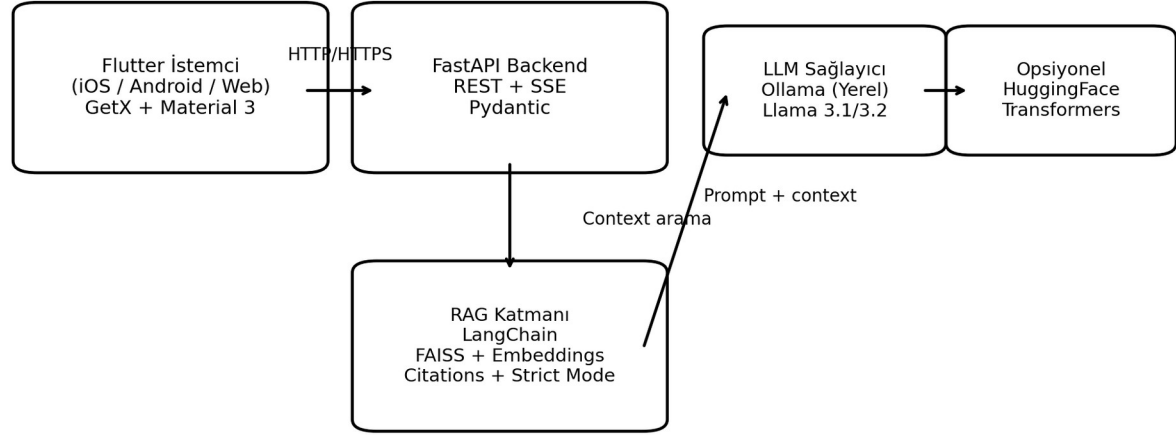 Flutter İstemci
(iOS / Android / Web)
GetX + Material 3
HTTP/HTTPS
FastAPI Backend
REST + SSE
Pydantic
LLM Sağlayıcı
Ollama (Yerel)
Llama 3.1/3.2
Opsiyonel
HuggingFace
Transformers
Prompt + context
Context arama
RAG Katmanı
LangChain
FAISS + Embeddings
Citations + Strict Mode